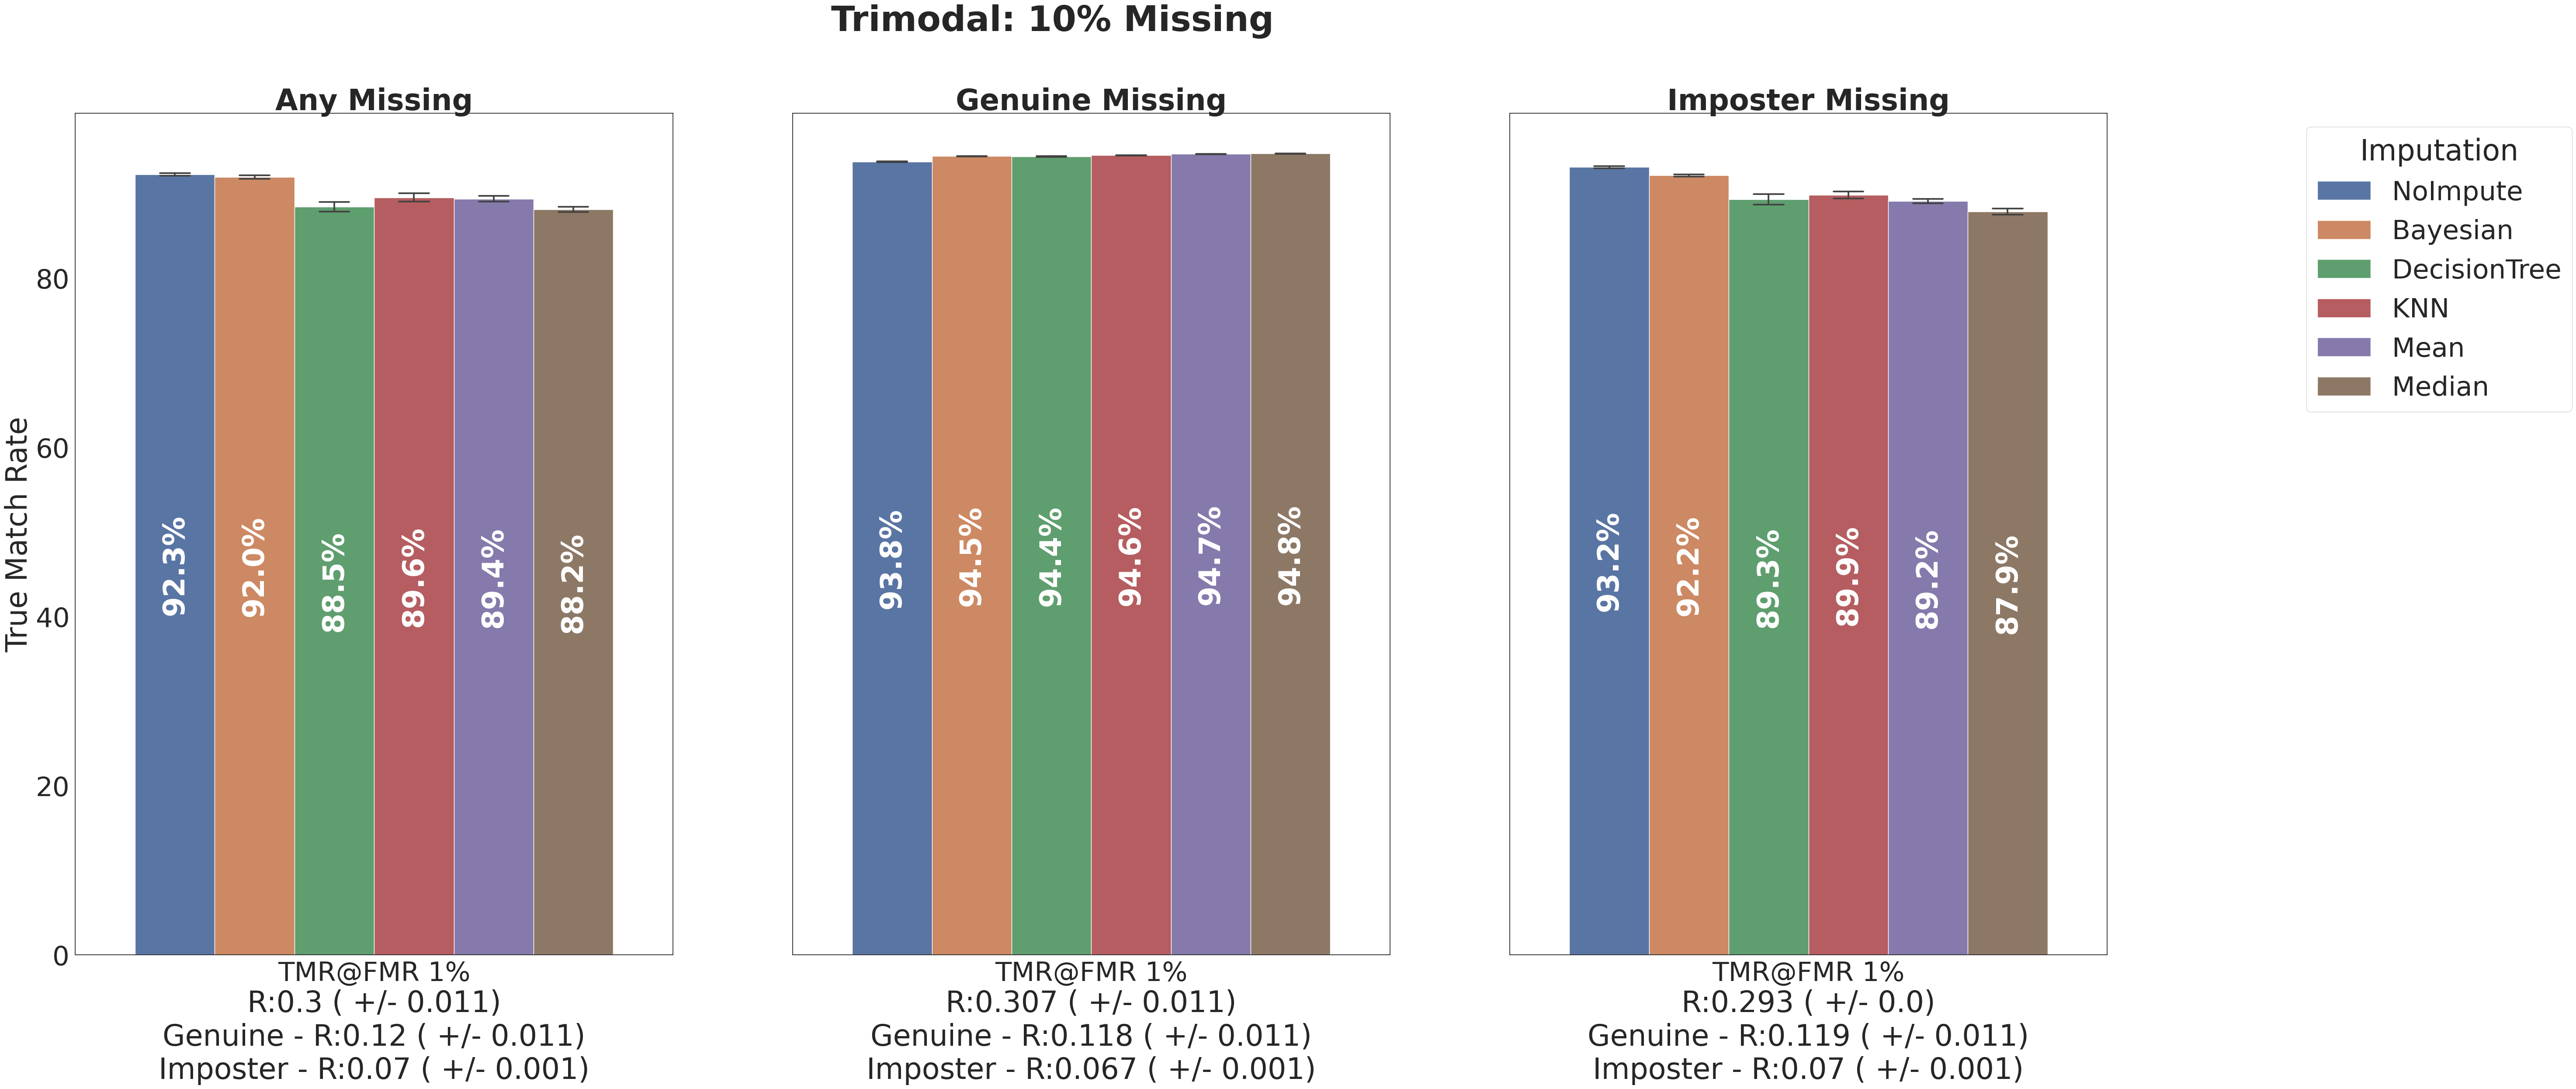 Trimodal: 10% Missing
Any Missing
Genuine Missing
Imposter Missing
True Match Rate
80
60
40
20
0
92.3%
92.0%
88.5%
89.6%
89.4%
88.2%
93.8%
94.5%
94.4%
94.6%
94.7%
94.8%
93.2%
92.2%
89.3%
89.9%
89.2%
87.9%
TMR@FMR 1%
R:0.3 ( +/- 0.011)
Genuine - R:0.12 ( +/- 0.011)
Imposter - R:0.07 ( +/- 0.001)
TMR@FMR 1%
R:0.307 ( +/- 0.011)
Genuine - R:0.118 ( +/- 0.011)
Imposter - R:0.067 ( +/- 0.001)
TMR@FMR 1%
R:0.293 ( +/- 0.0)
Genuine - R:0.119 ( +/- 0.011)
Imposter - R:0.07 ( +/- 0.001)
Imputation
NoImpute
Bayesian
DecisionTree
KNN
Mean
Median